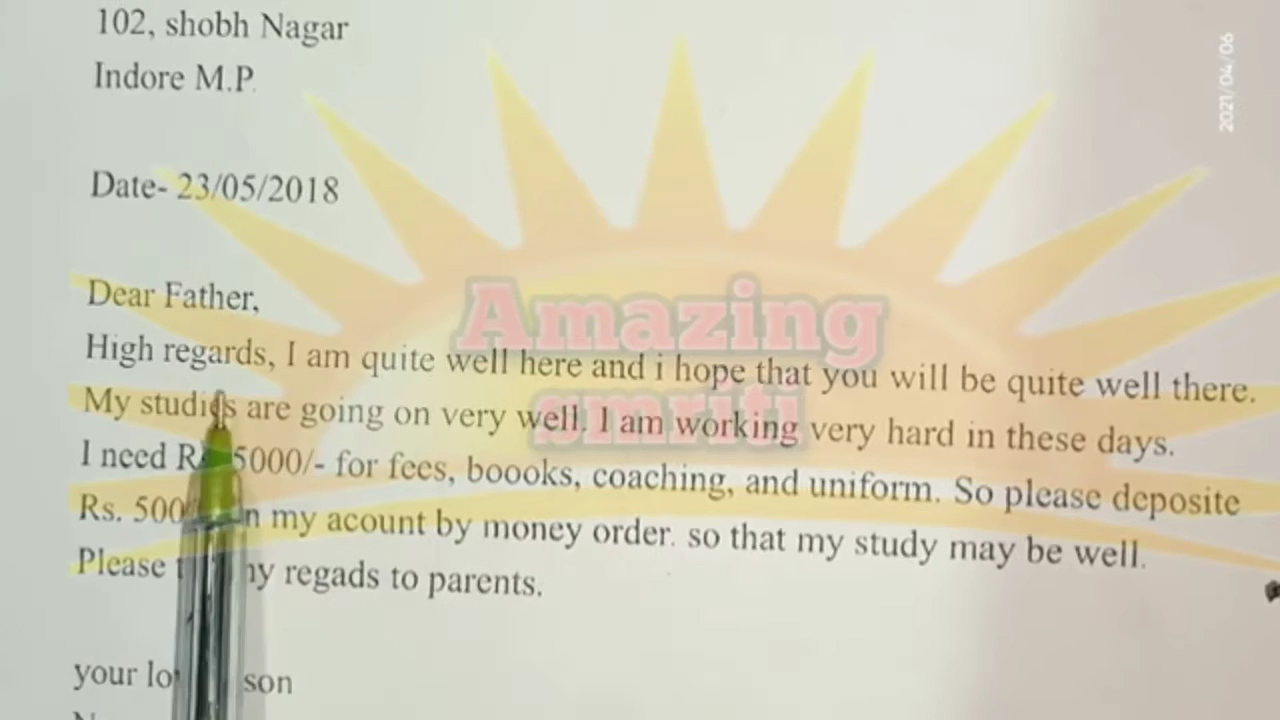 102, shobh Nagar
Indore M.P.
Date- 23/05/2018
Dear Father,
High regards, I am quite well here and i hope that you will be quite well there.
My studies are going on very well. I am working very hard in these days.
I need 5000/- for fees, boooks, coaching, and uniform. So please deposite
Rs. my acount by money order. so that my study may be well.
Please regads to parents.
your son
Amazing
smriti
2021/04/06